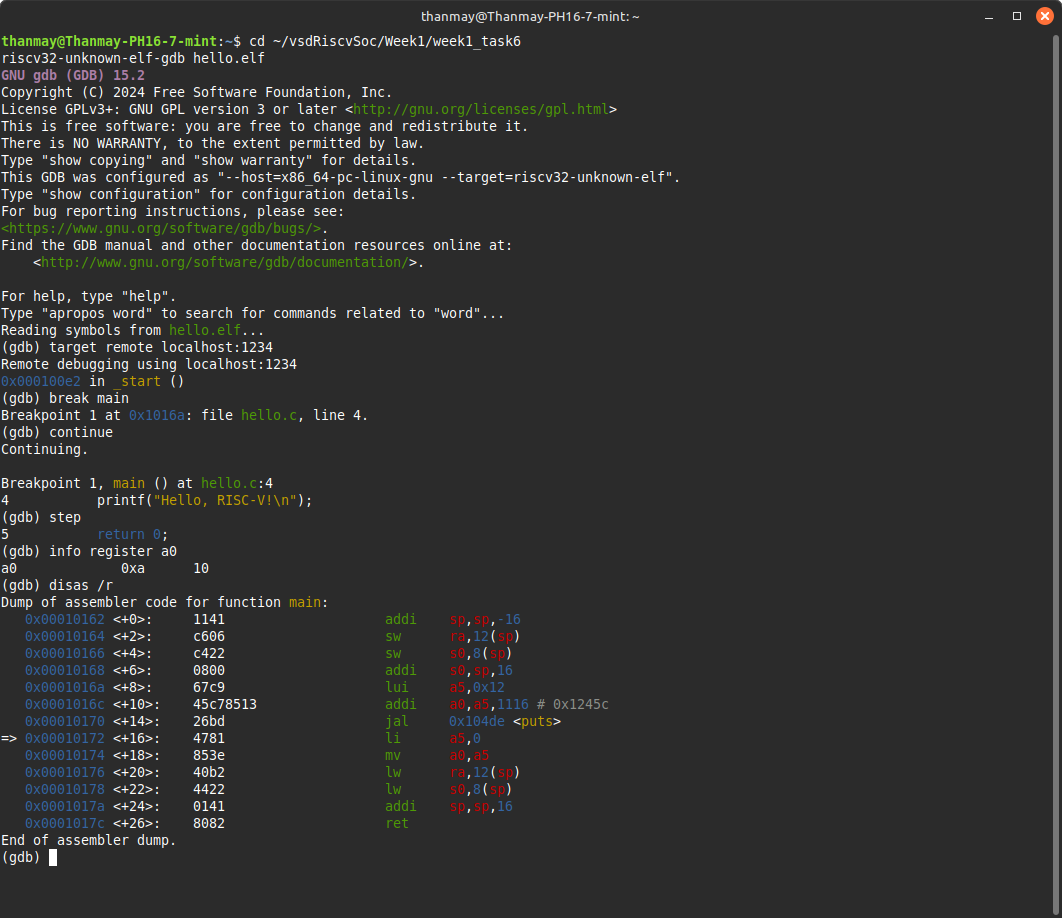 thanmay@Thanmay-PH16-7-mint: ~
thanmay@Thanmay-PH16-7-mint:~$ cd ~/vsdRiscvSoc/Week1/week1_task6
riscv32-unknown-elf-gdb hello.elf
GNU gdb (GDB) 15.2
Copyright (C) 2024 Free Software Foundation, Inc.
License GPLv3+: GNU GPL version 3 or later <http://gnu.org/licenses/gpl.html>
This is free software: you are free to change and redistribute it.
There is NO WARRANTY, to the extent permitted by law.
Type "show copying" and "show warranty" for details.
This GDB was configured as "--host=x86_64-pc-linux-gnu --target=riscv32-unknown-elf".
Type "show configuration" for configuration details.
For bug reporting instructions, please see:
<https://www.gnu.org/software/gdb/bugs/>.
Find the GDB manual and other documentation resources online at:
    <http://www.gnu.org/software/gdb/documentation/>.

For help, type "help".
Type "apropos word" to search for commands related to "word"...
Reading symbols from hello.elf...
(gdb) target remote localhost:1234
Remote debugging using localhost:1234
0x000100e2 in _start ()
(gdb) break main
Breakpoint 1 at 0x1016a: file hello.c, line 4.
(gdb) continue
Continuing.

Breakpoint 1, main () at hello.c:4
4           printf("Hello, RISC-V!\n");
(gdb) step
5           return 0;
(gdb) info register a0
a0             0xa      10
(gdb) disas /r
Dump of assembler code for function main:
   0x00010162 <+0>:     1141                    addi    sp,sp,-16
   0x00010164 <+2>:     c606                    sw      ra,12(sp)
   0x00010166 <+4>:     c422                    sw      s0,8(sp)
   0x00010168 <+6>:     0800                    addi    s0,sp,16
   0x0001016a <+8>:     67c9                    lui     a5,0x12
   0x0001016c <+10>:    45c78513                addi    a0,a5,1116 # 0x1245c
   0x00010170 <+14>:    26bd                    jal     0x104de <puts>
=> 0x00010172 <+16>:    4781                    li      a5,0
   0x00010174 <+18>:    853e                    mv      a0,a5
   0x00010176 <+20>:    40b2                    lw      ra,12(sp)
   0x00010178 <+22>:    4422                    lw      s0,8(sp)
   0x0001017a <+24>:    0141                    addi    sp,sp,16
   0x0001017c <+26>:    8082                    ret
End of assembler dump.
(gdb)